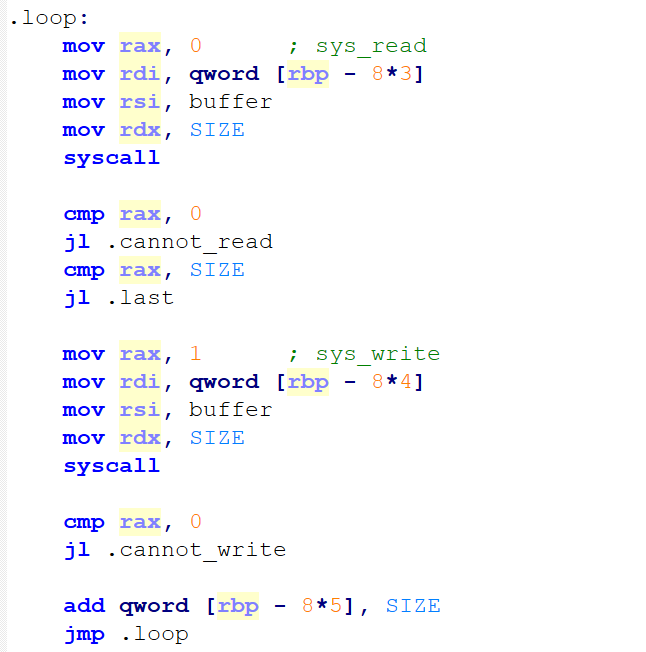 .loop:
    mov rax, 0      ; sys_read
    mov rdi, qword [rbp - 8*3]
    mov rsi, buffer
    mov rdx, SIZE
    syscall

    cmp rax, 0
    jl .cannot_read
    cmp rax, SIZE
    jl .last

    mov rax, 1      ; sys_write
    mov rdi, qword [rbp - 8*4]
    mov rsi, buffer
    mov rdx, SIZE
    syscall

    cmp rax, 0
    jl .cannot_write

    add qword [rbp - 8*5], SIZE
    jmp .loop